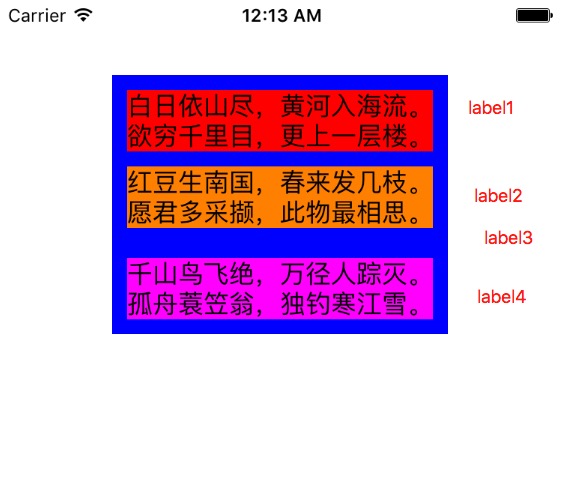 Carrier 12:13 AM
白日依山尽，黄河入海流。 label1
欲穷千里目，更上一层楼。
红豆生南国，春来发几枝。 label2
愿君多采撷，此物最相思。
label3
千山鸟飞绝，万径人踪灭。
孤舟蓑笠翁，独钓寒江雪。 label4